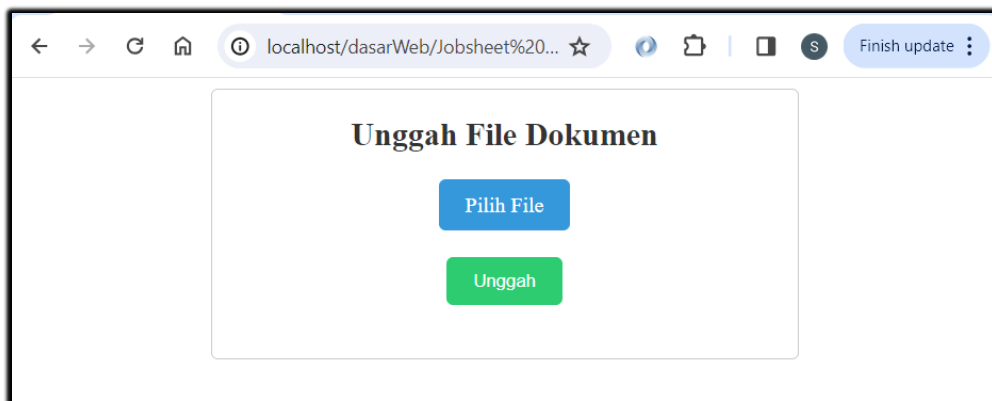 localhost/dasarWeb/Jobsheet%20...
S
Finish update
Unggah File Dokumen
Pilih File
Unggah